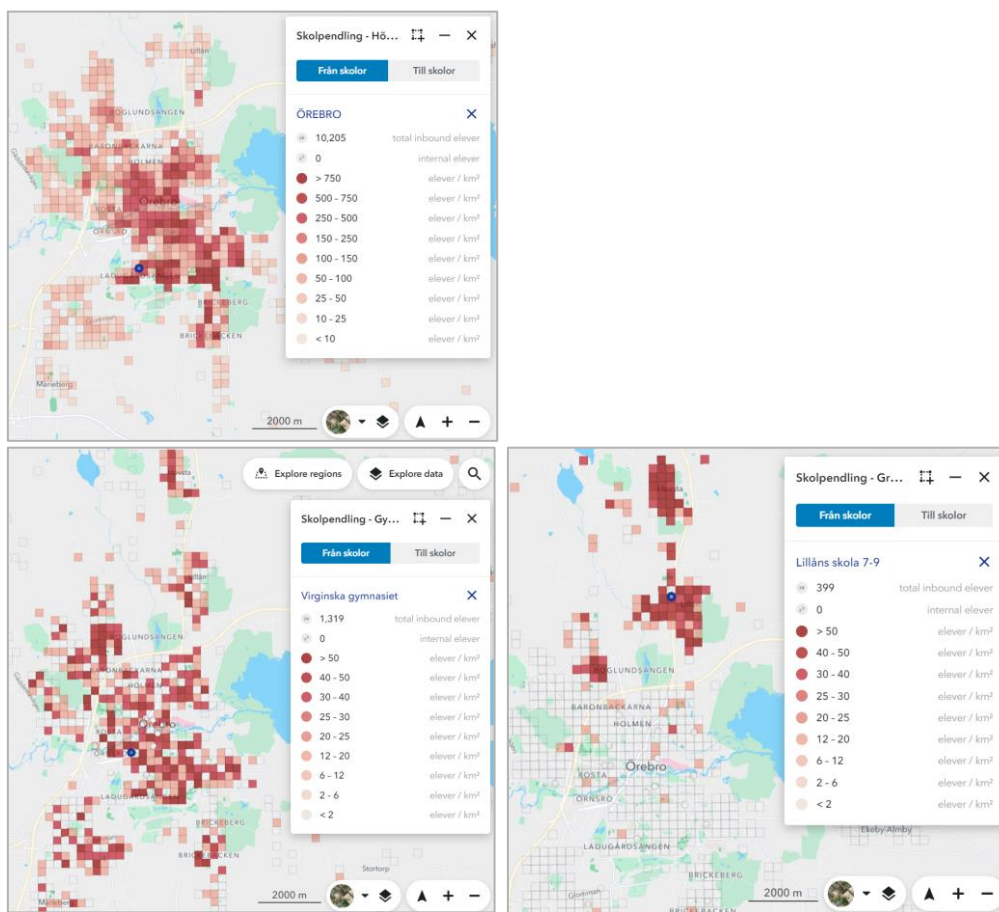 Skolpendling - Hö...
Från skolor
Till skolor
ÖREBRO
10,205 total inbound elever
0 internal elever
> 750 elever / km²
500 - 750 elever / km²
250 - 500 elever / km²
150 - 250 elever / km²
100 - 150 elever / km²
50 - 100 elever / km²
25 - 50 elever / km²
10 - 25 elever / km²
< 10 elever / km²
Lillån
BARONBACKARNA
HOLMEN
Örebro
ROSTA
BRICKEBERG
BRICKEBACKEN
Marieberg
2000 m
Explore regions
Explore data
Skolpendling - Gy...
Från skolor
Till skolor
Virginska gymnasiet
1,319 total inbound elever
0 internal elever
> 50 elever / km²
40 - 50 elever / km²
30 - 40 elever / km²
25 - 30 elever / km²
20 - 25 elever / km²
12 - 20 elever / km²
6 - 12 elever / km²
2 - 6 elever / km²
< 2 elever / km²
Lillån
BARONBACKARNA
HOLMEN
Örebro
BRICKEBERG
Stortorp
2000 m
Skolpendling - Gr...
Från skolor
Till skolor
Lillåns skola 7-9
399 total inbound elever
0 internal elever
> 50 elever / km²
40 - 50 elever / km²
30 - 40 elever / km²
25 - 30 elever / km²
20 - 25 elever / km²
12 - 20 elever / km²
6 - 12 elever / km²
2 - 6 elever / km²
< 2 elever / km²
BARONBACKARNA
HOLMEN
Örebro
ROSTA
ÖRNSRO
LADUGÅRDSÄNGEN
BRICKEBERG
Ekeby-Almby
Glomman
2000 m